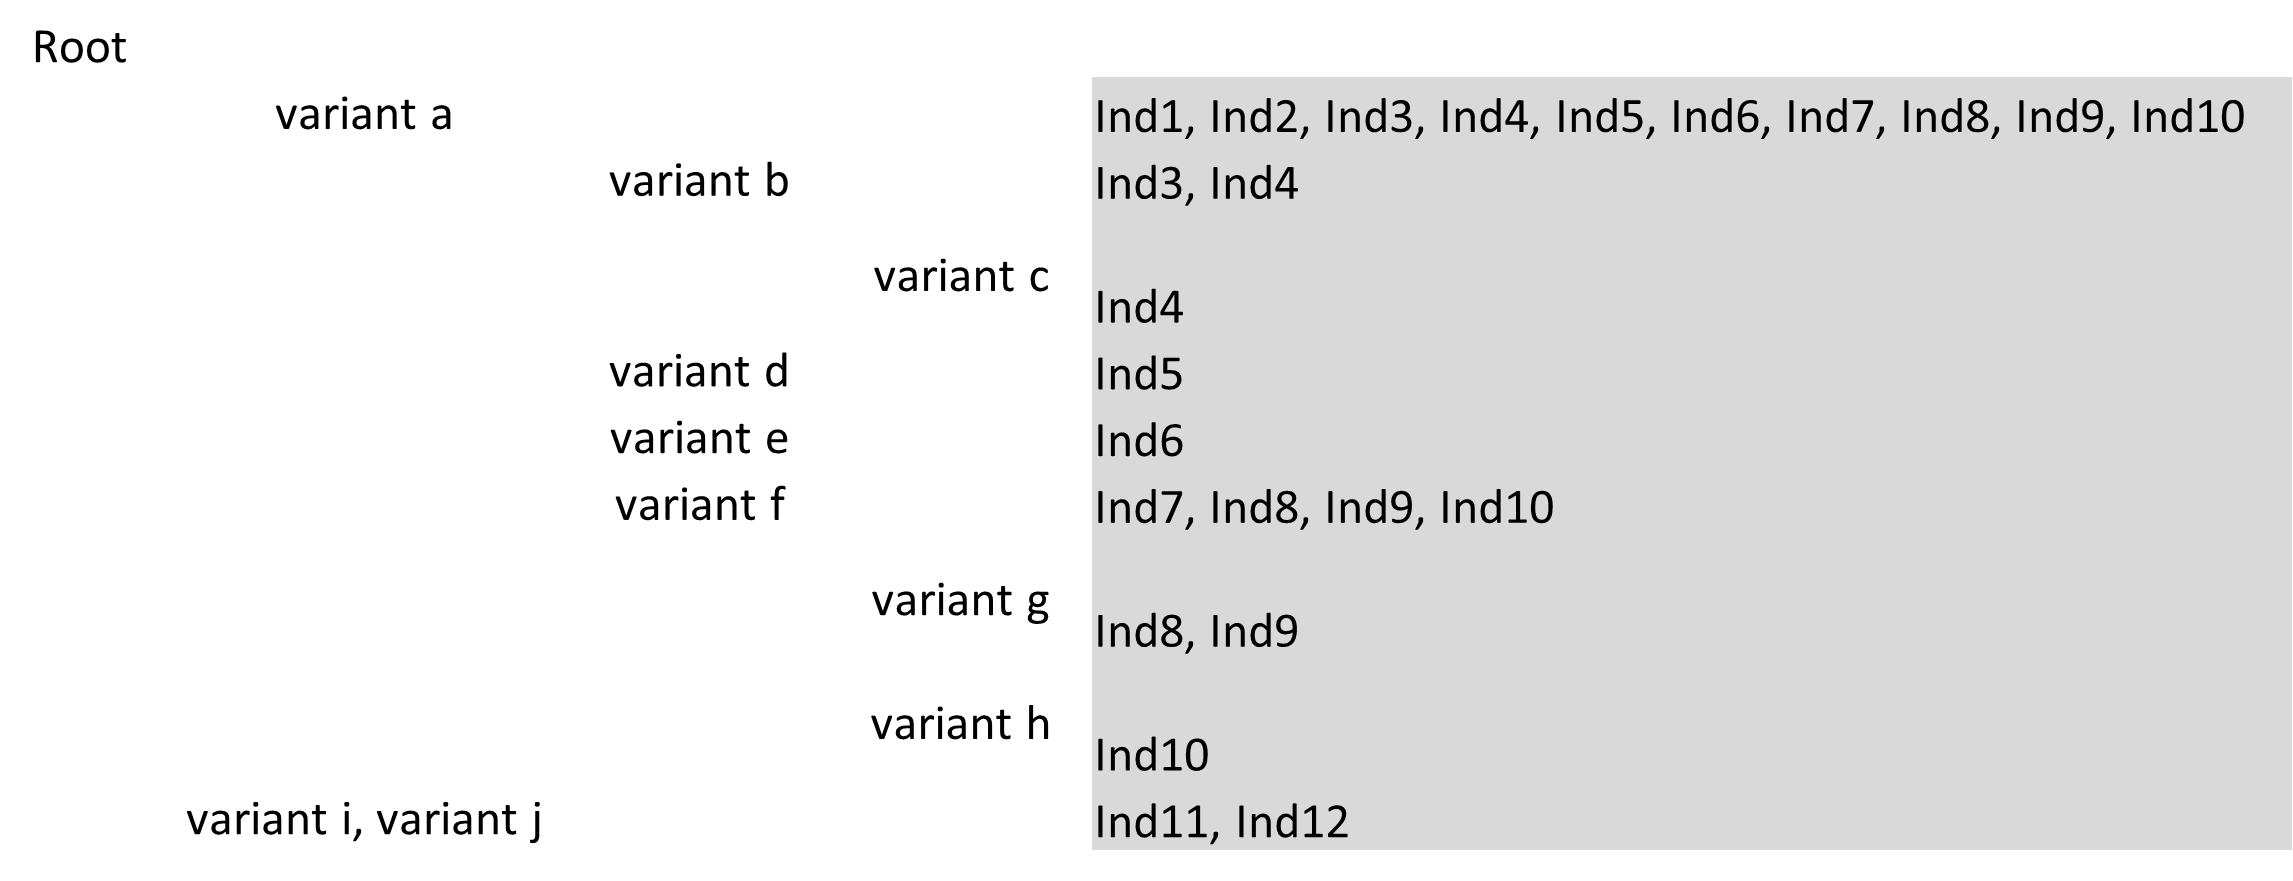 Root
variant a Ind1, Ind2, Ind3, Ind4, Ind5, Ind6, Ind7, Ind8, Ind9, Ind10
variant b Ind3, Ind4
variant c
Ind4
variant d Ind5
variant e Ind6
variant f Ind7, Ind8, Ind9, Ind10
variant g
Ind8, Ind9
variant h
Ind10
variant i, variant j Ind11, Ind12